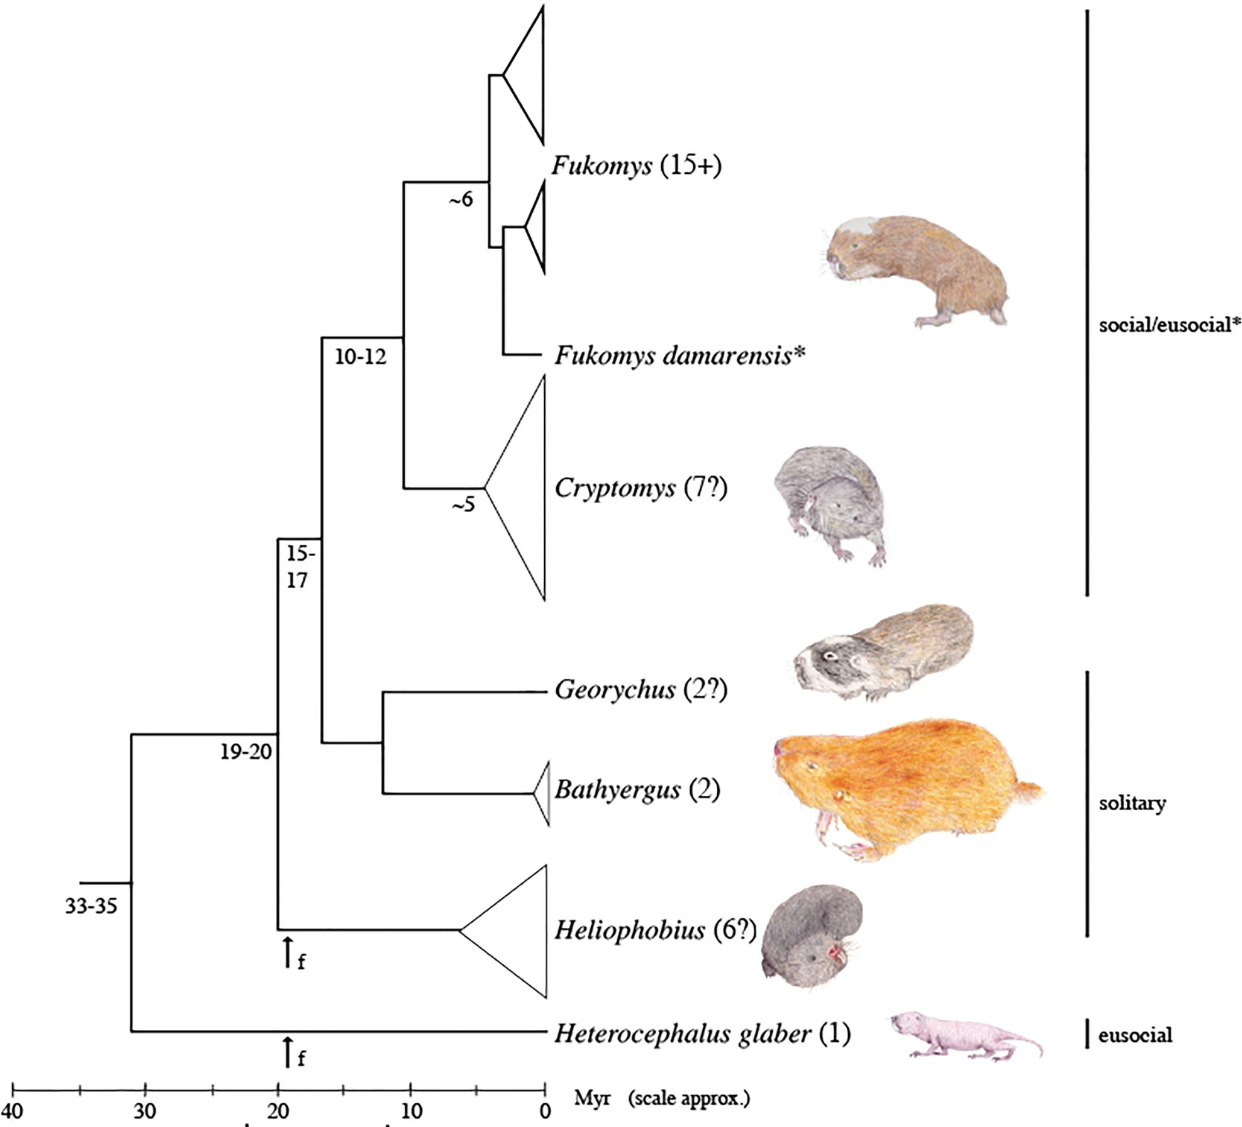 Fukomys (15+)
~6
social/eusocial*
10-12
Fukomys damarensis*
Cryptomys (7?)
~5
15-
17
Georychus (2?)
19-20
Bathyergus (2)
solitary
33-35
Heliophobius (6?)
f
Heterocephalus glaber (1)
eusocial
f
40 30 20 10 0 Myr (scale approx.)